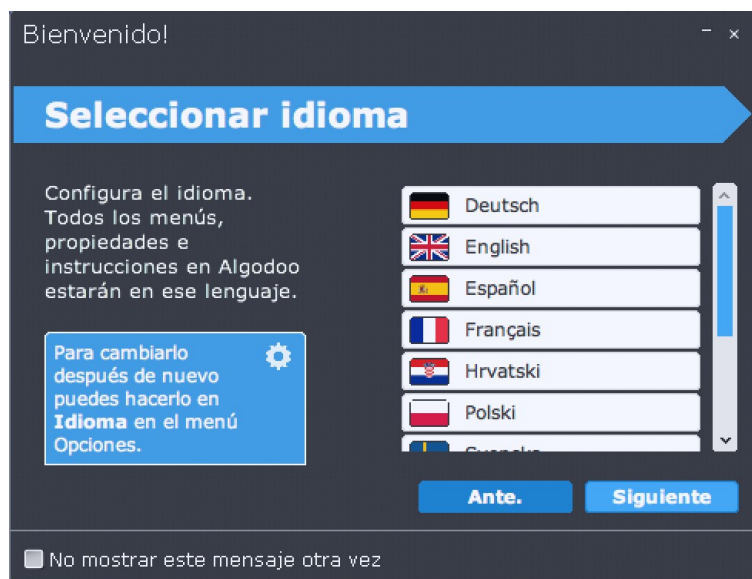 Bienvenido!
Seleccionar idioma
Configura el idioma.
Todos los menús,
propiedades e
instrucciones en Algodoo
estarán en ese lenguaje.
Para cambiarlo
después de nuevo
puedes hacerlo en
Idioma en el menú
Opciones.
Deutsch
English
Español
Français
Hrvatski
Polski
Ante.
Siguiente
No mostrar este mensaje otra vez